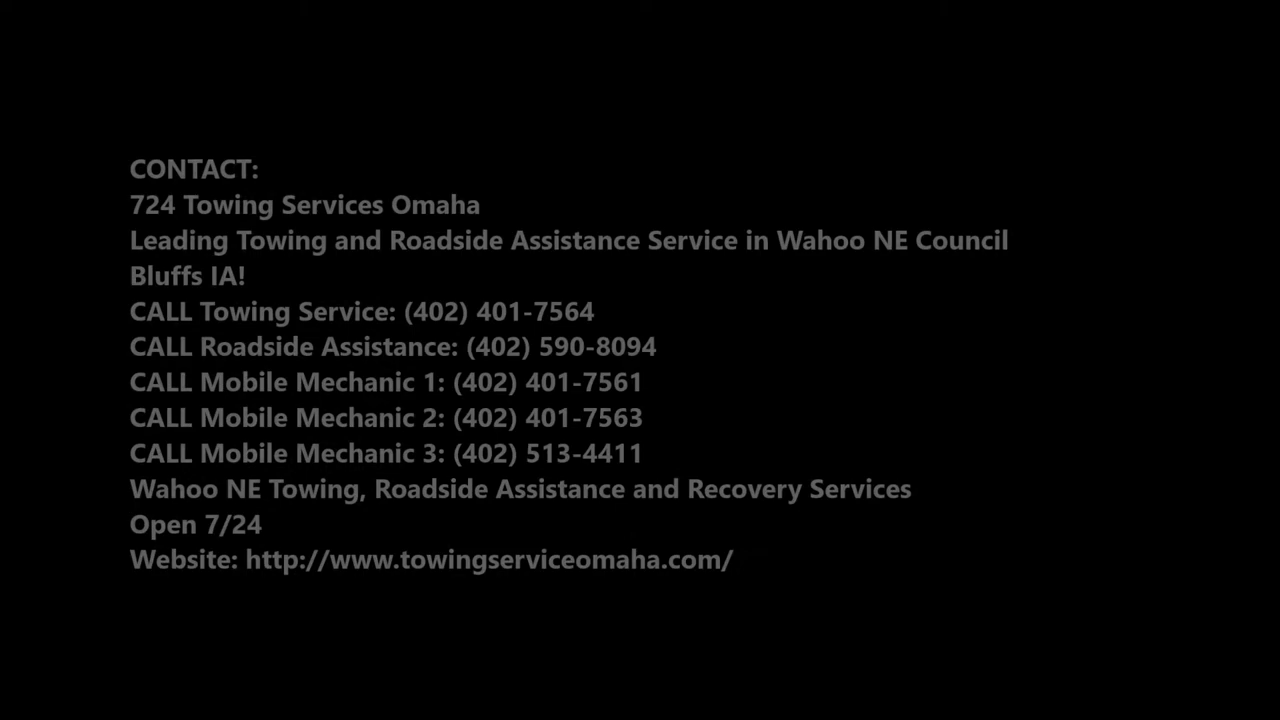 CONTACT:
724 Towing Services Omaha
Leading Towing and Roadside Assistance Service in Wahoo NE Council
Bluffs IA!
CALL Towing Service: (402) 401-7564
CALL Roadside Assistance: (402) 590-8094
CALL Mobile Mechanic 1: (402) 401-7561
CALL Mobile Mechanic 2: (402) 401-7563
CALL Mobile Mechanic 3: (402) 513-4411
Wahoo NE Towing, Roadside Assistance and Recovery Services
Open 7/24
Website: http://www.towingserviceomaha.com/